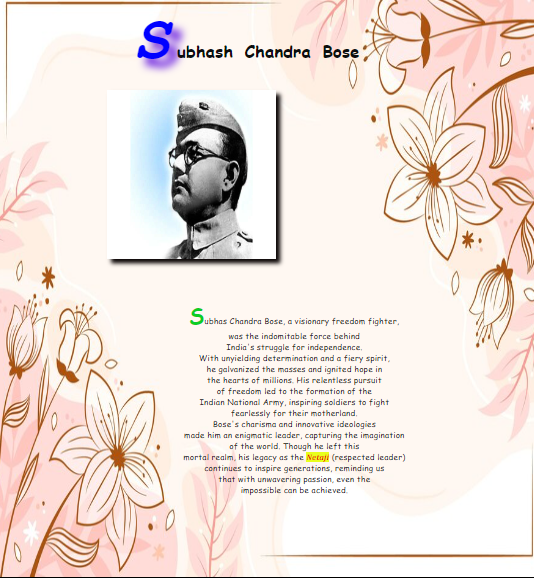 Subhash Chandra Bose
Subhas Chandra Bose, a visionary freedom fighter,
was the indomitable force behind
India's struggle for independence.
With unyielding determination and a fiery spirit,
he galvanized the masses and ignited hope in
the hearts of millions. His relentless pursuit
of freedom led to the formation of the
Indian National Army, inspiring soldiers to fight
fearlessly for their motherland.
Bose's charisma and innovative ideologies
made him an enigmatic leader, capturing the imagination
of the world. Though he left this
mortal realm, his legacy as the Netaji (respected leader)
continues to inspire generations, reminding us
that with unwavering passion, even the
impossible can be achieved.